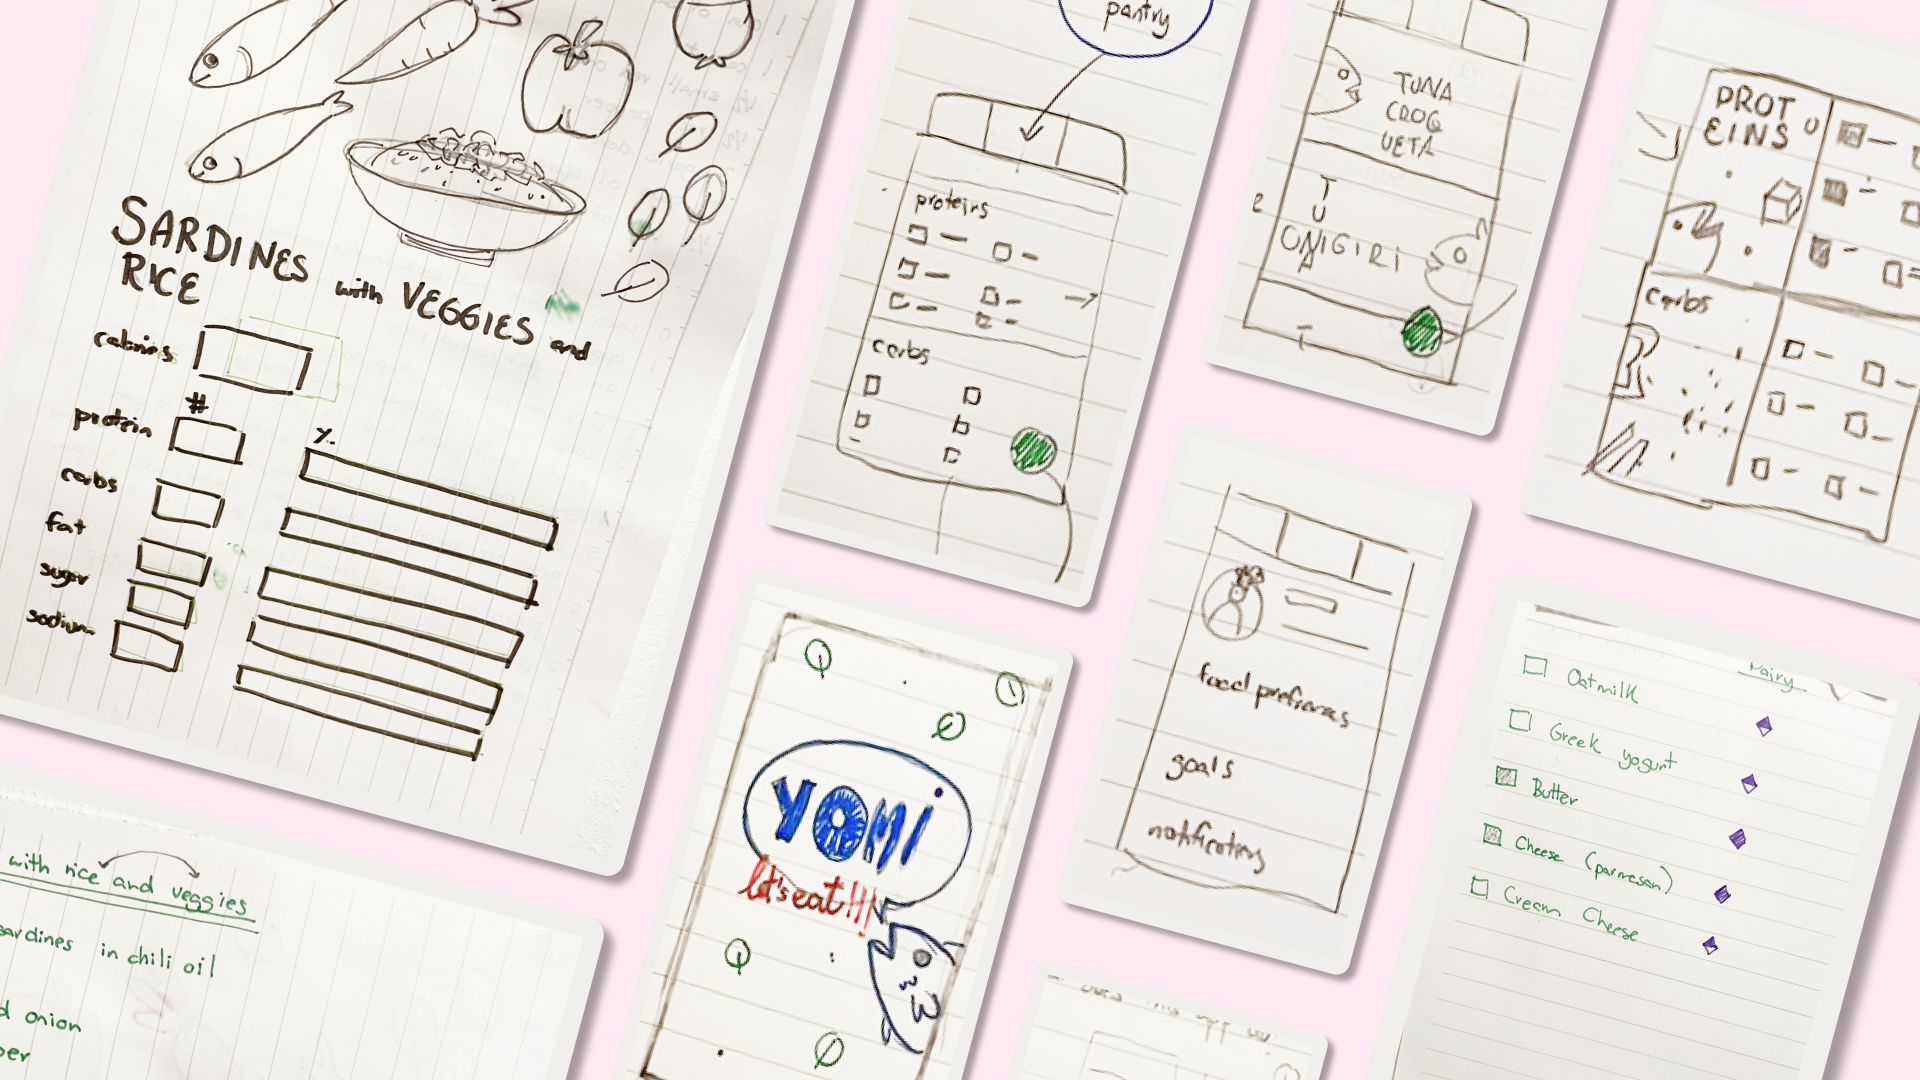 SARDINES with VEGGIES and
RICE
calories
#
protein
%
carbs
fat
sugar
sodium
with rice and veggies
sardines in chili oil
onion
pantry
proteins
carbs
YOMI
let's eat!!!
TUNA
CROQ
UETA
T
U
ONIGIRI
food prefrences
goals
notifications
PROT
EINS
carbs
Dairy
Oatmilk
Greek yogurt
Butter
Cheese (parmesan)
Cream Cheese